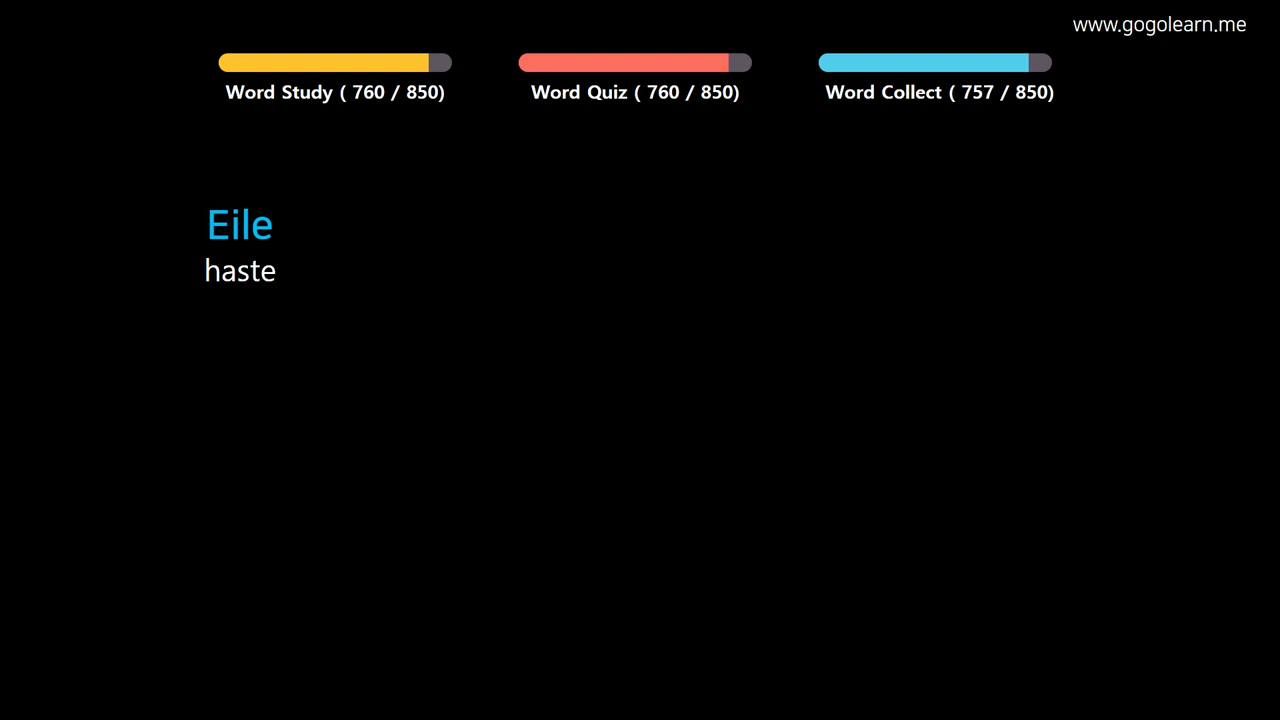 www.gogolearn.me
Word Study ( 760 / 850)
Word Quiz ( 760 / 850)
Word Collect ( 757 / 850)
Eile
haste